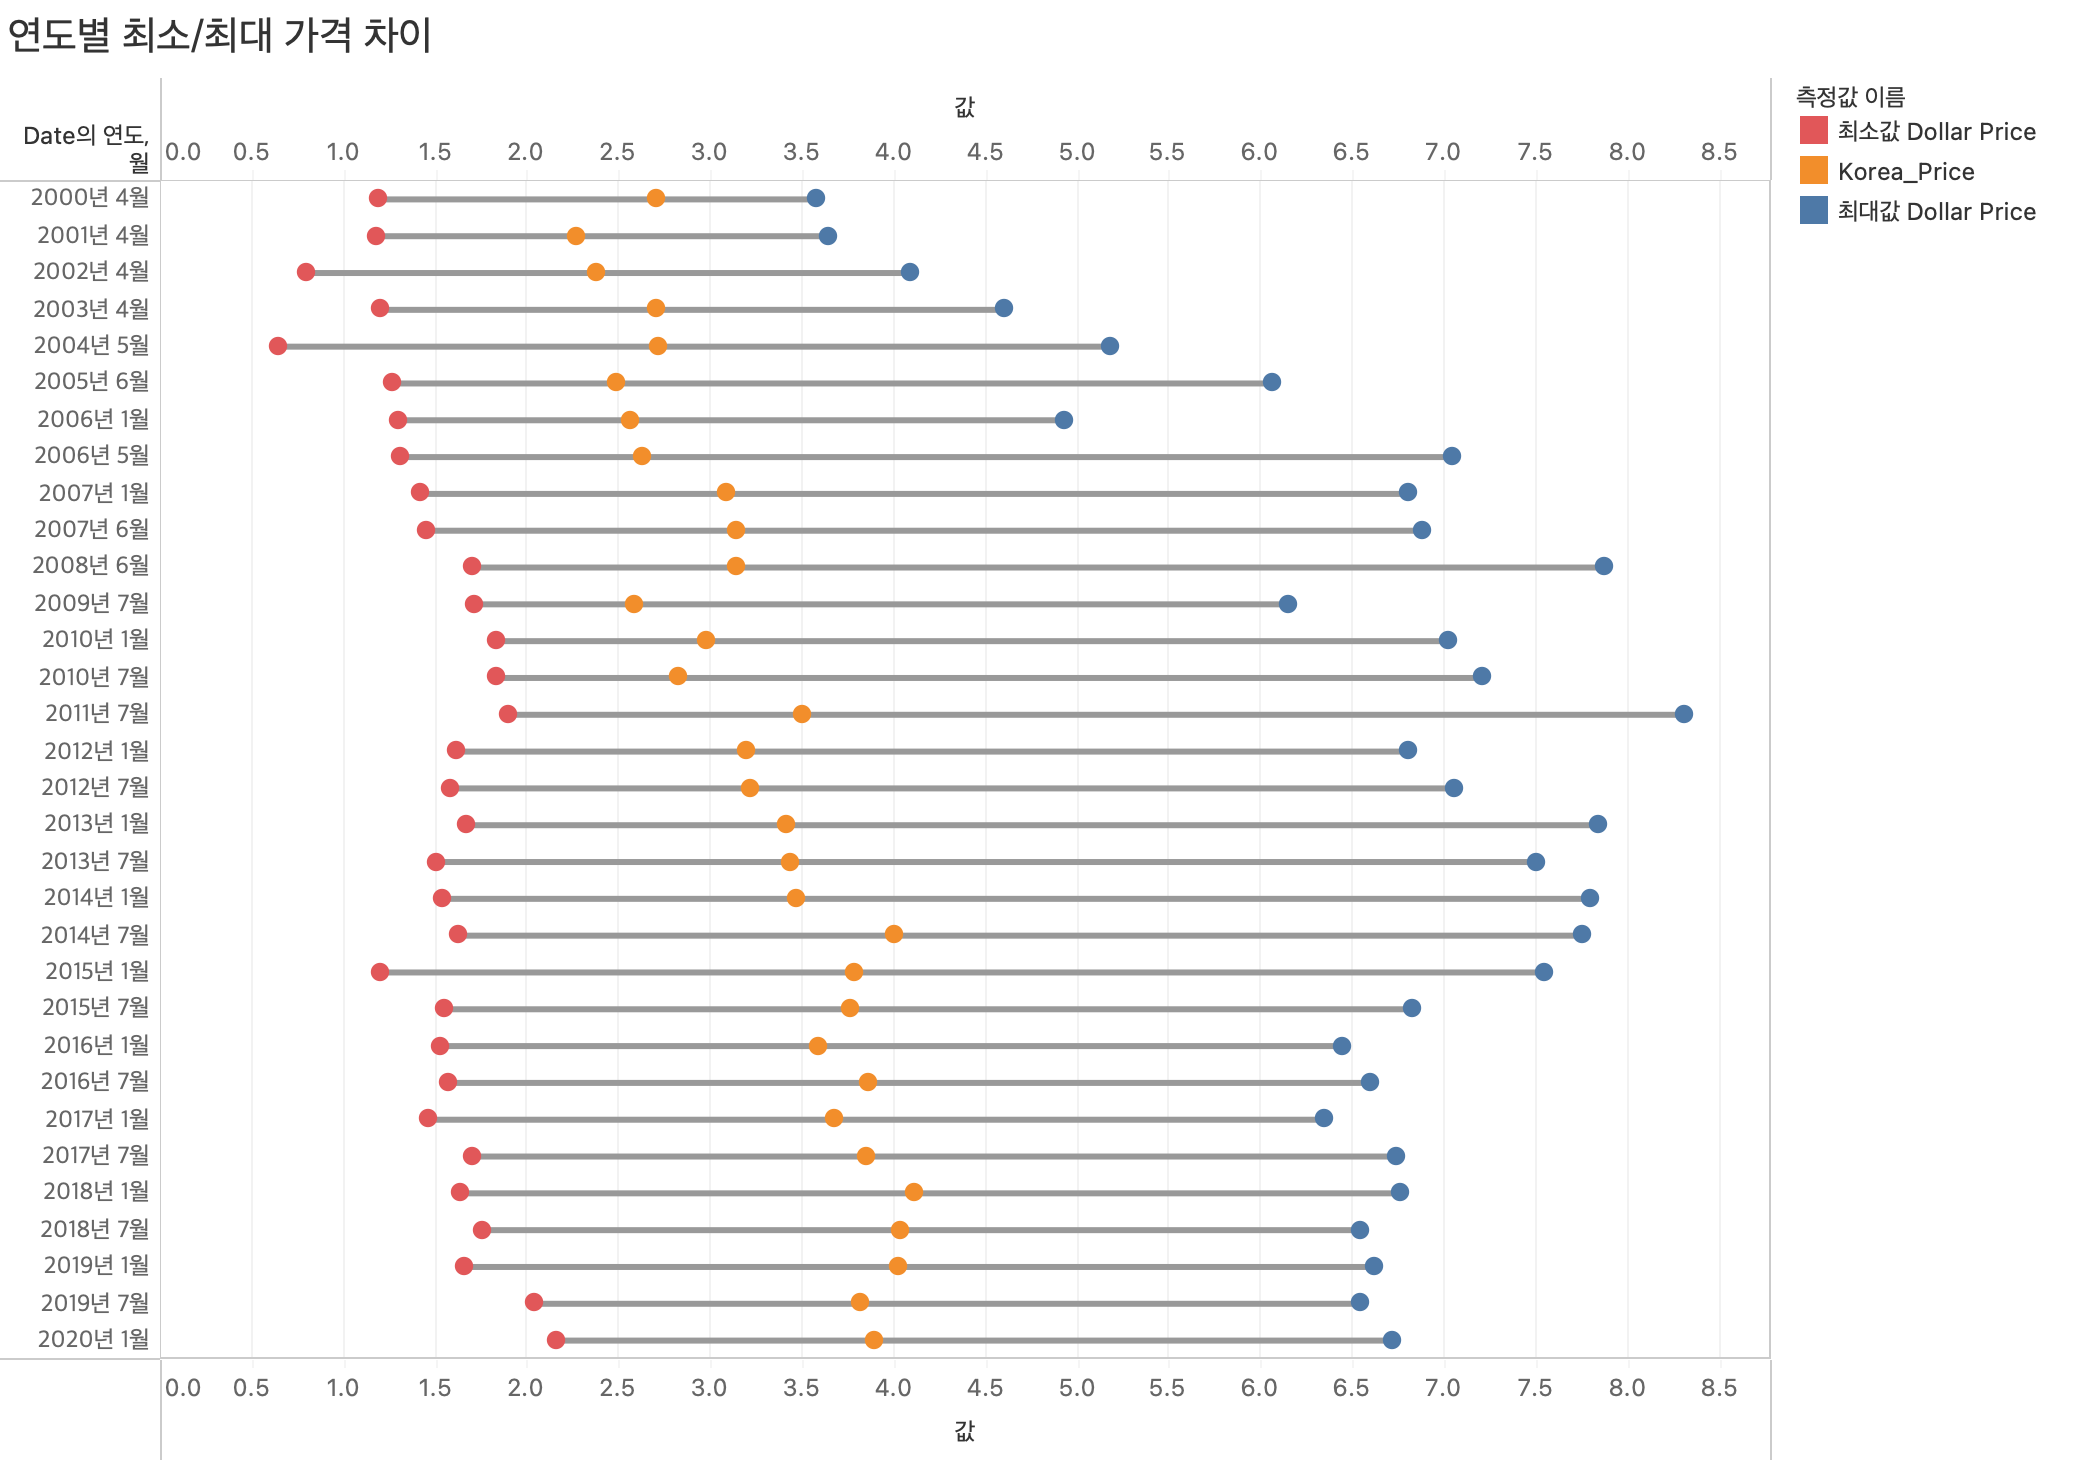 연도별 최소/최대 가격 차이
값
Date의 연도,
월
0.0 0.5 1.0 1.5 2.0 2.5 3.0 3.5 4.0 4.5 5.0 5.5 6.0 6.5 7.0 7.5 8.0 8.5
2000년 4월
2001년 4월
2002년 4월
2003년 4월
2004년 5월
2005년 6월
2006년 1월
2006년 5월
2007년 1월
2007년 6월
2008년 6월
2009년 7월
2010년 1월
2010년 7월
2011년 7월
2012년 1월
2012년 7월
2013년 1월
2013년 7월
2014년 1월
2014년 7월
2015년 1월
2015년 7월
2016년 1월
2016년 7월
2017년 1월
2017년 7월
2018년 1월
2018년 7월
2019년 1월
2019년 7월
2020년 1월
0.0 0.5 1.0 1.5 2.0 2.5 3.0 3.5 4.0 4.5 5.0 5.5 6.0 6.5 7.0 7.5 8.0 8.5
값
측정값 이름
최소값 Dollar Price
Korea_Price
최대값 Dollar Price